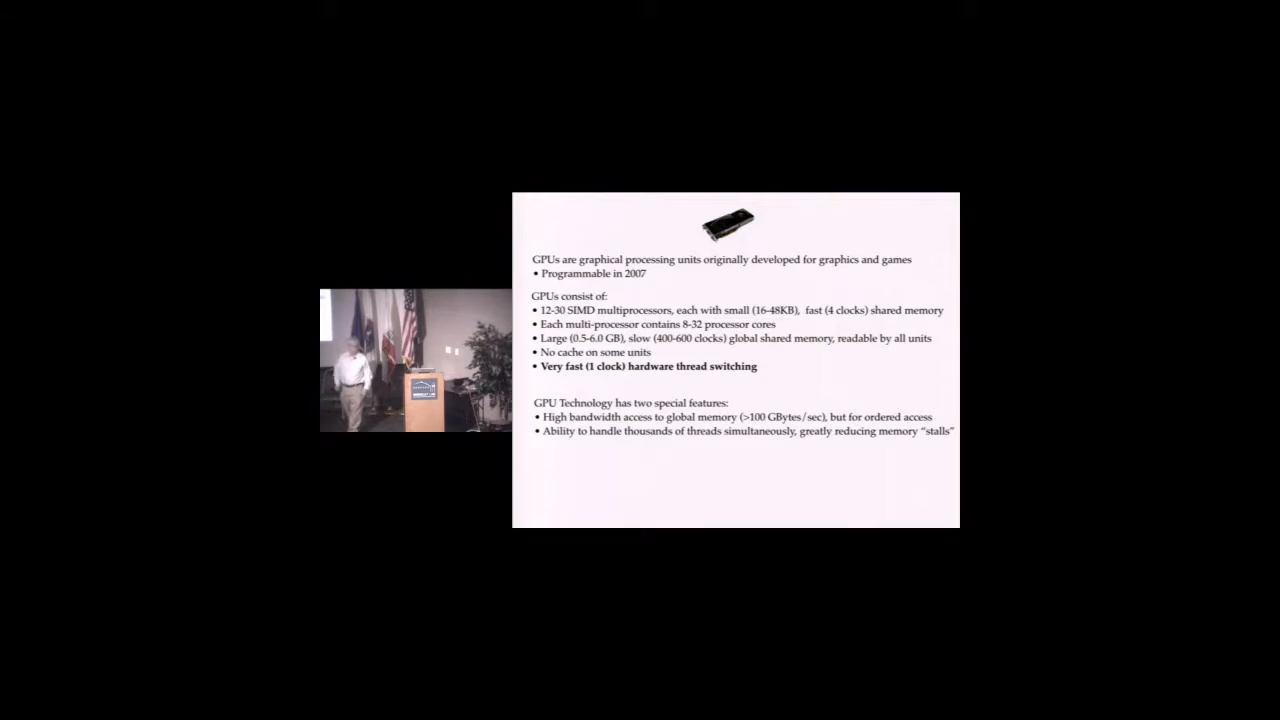 GPUs are graphical processing units originally developed for graphics and games
• Programmable in 2007
GPUs consist of:
• 12-30 SIMD multiprocessors, each with small (16-48KB), fast (4 clocks) shared memory
• Each multi-processor contains 8-32 processor cores
• Large (0.5-6.0 GB), slow (400-600 clocks) global shared memory, readable by all units
• No cache on some units
• Very fast (1 clock) hardware thread switching
GPU Technology has two special features:
• High bandwidth access to global memory (>100 GBytes/sec), but for ordered access
• Ability to handle thousands of threads simultaneously, greatly reducing memory “stalls”